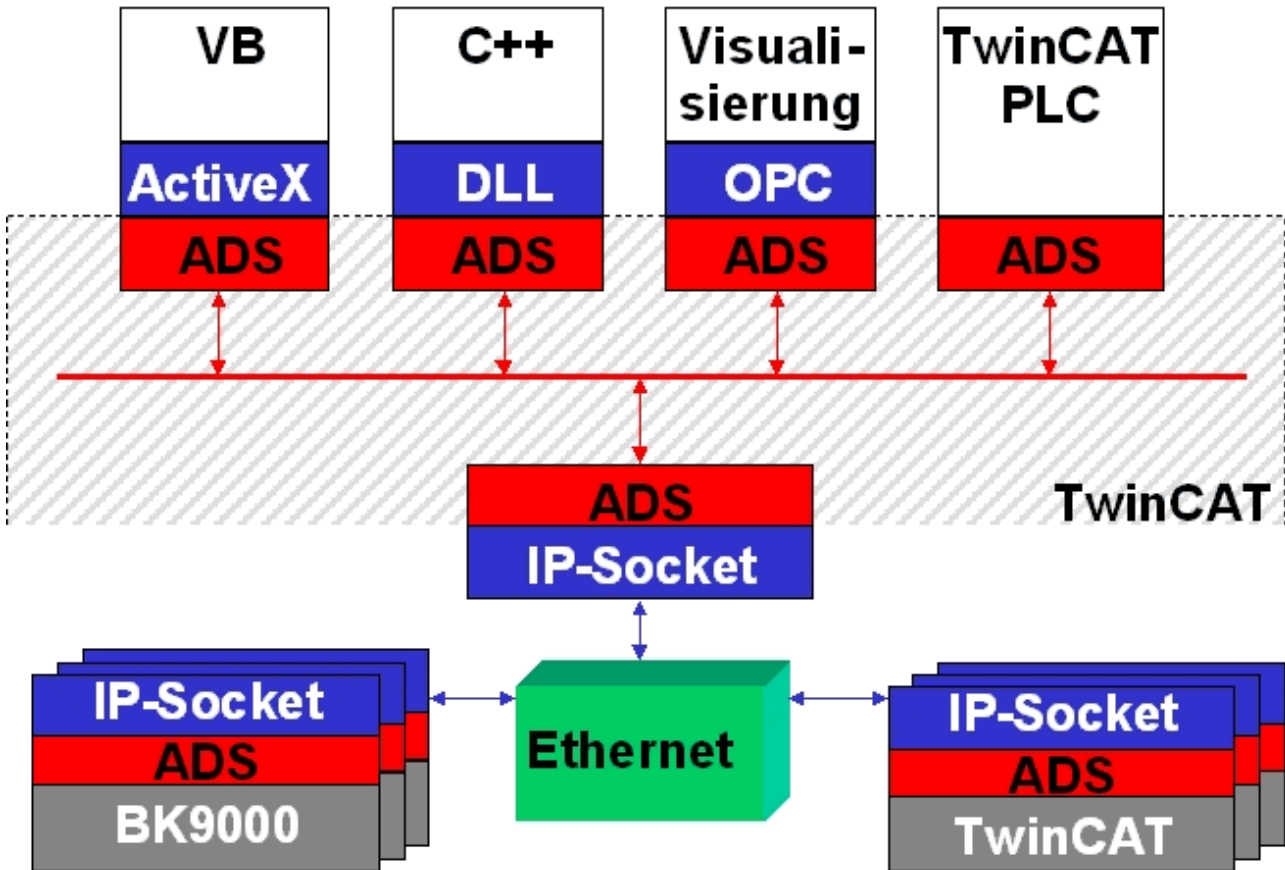 VB
C++
Visuali-
sierung
TwinCAT
PLC
ActiveX
DLL
OPC
ADS
ADS
ADS
ADS
ADS
TwinCAT
IP-Socket
IP-Socket
ADS
BK9000
Ethernet
IP-Socket
ADS
TwinCAT